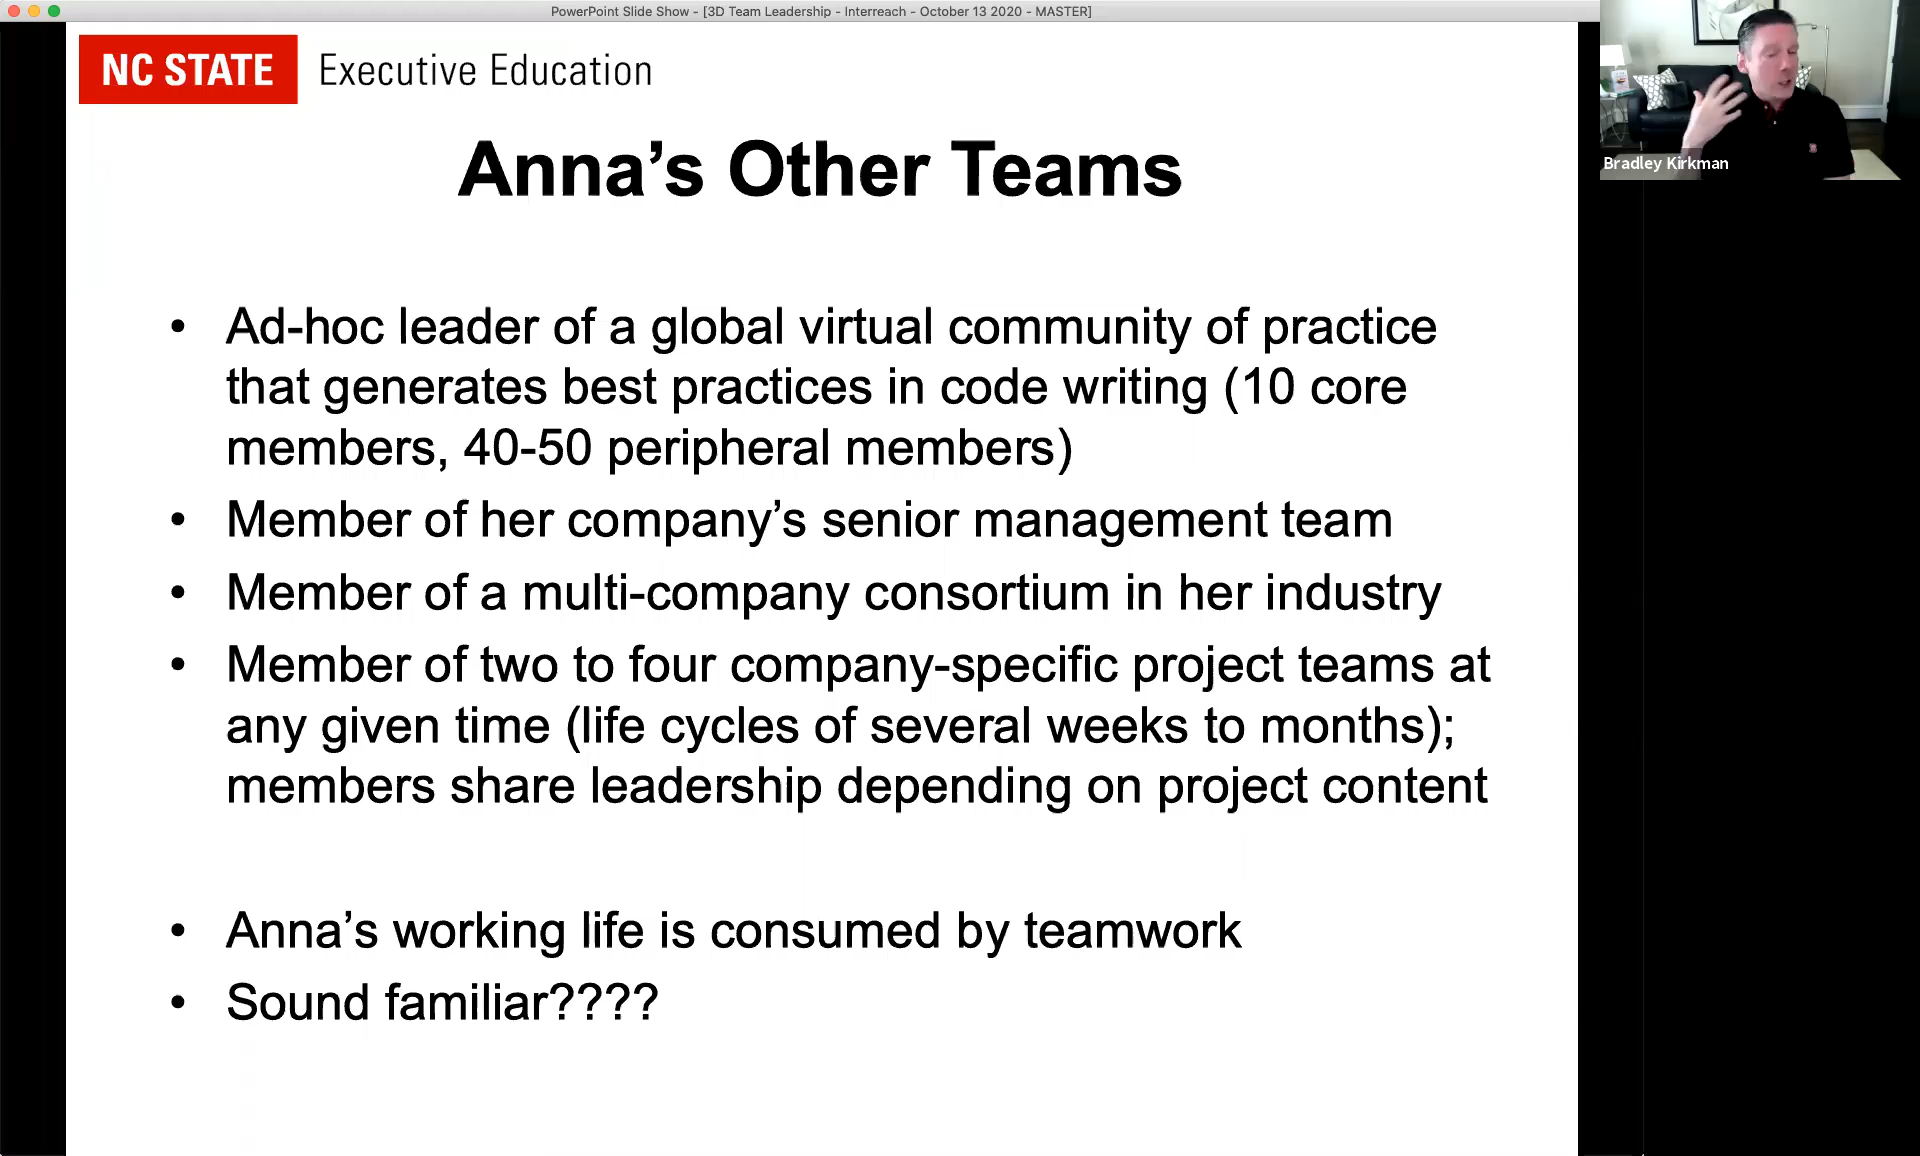 PowerPoint Slide Show - [3D Team Leadership - Interreach - October 13 2020 - MASTER]
NC STATE Executive Education
Bradley Kirkman
Anna’s Other Teams
• Ad-hoc leader of a global virtual community of practice
that generates best practices in code writing (10 core
members, 40-50 peripheral members)
• Member of her company’s senior management team
• Member of a multi-company consortium in her industry
• Member of two to four company-specific project teams at
any given time (life cycles of several weeks to months);
members share leadership depending on project content
• Anna’s working life is consumed by teamwork
• Sound familiar????